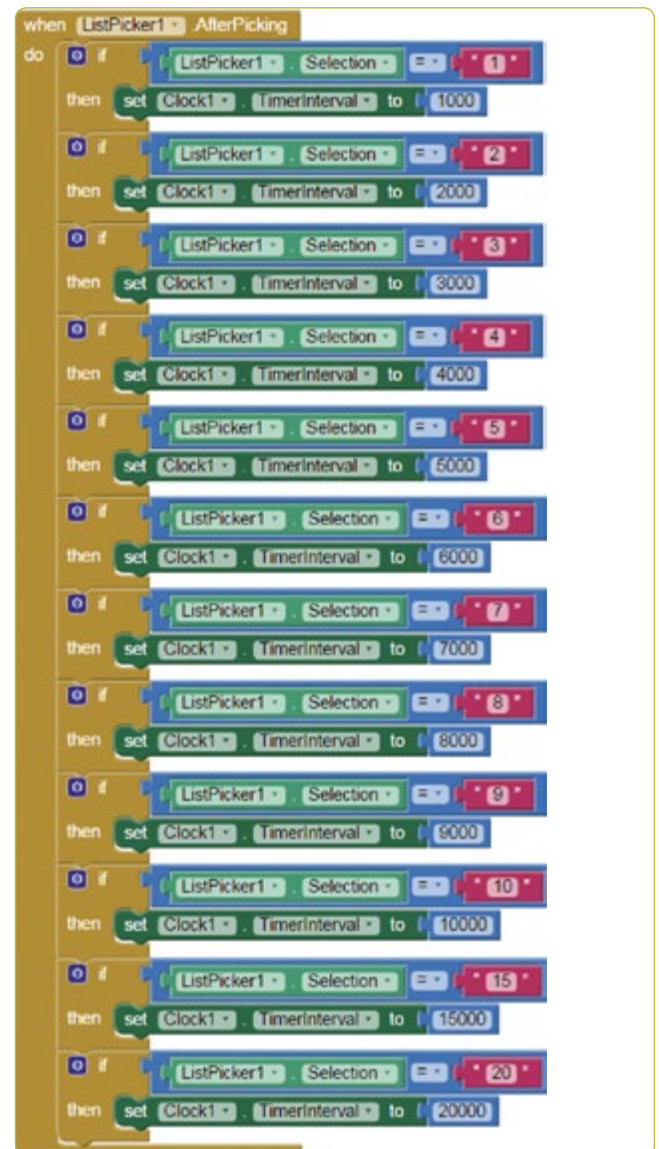 when ListPicker1 .AfterPicking
do if ListPicker1 . Selection = " 1 "
then set Clock1 . TimerInterval to 1000
if ListPicker1 . Selection = " 2 "
then set Clock1 . TimerInterval to 2000
if ListPicker1 . Selection = " 3 "
then set Clock1 . TimerInterval to 3000
if ListPicker1 . Selection = " 4 "
then set Clock1 . TimerInterval to 4000
if ListPicker1 . Selection = " 5 "
then set Clock1 . TimerInterval to 5000
if ListPicker1 . Selection = " 6 "
then set Clock1 . TimerInterval to 6000
if ListPicker1 . Selection = " 7 "
then set Clock1 . TimerInterval to 7000
if ListPicker1 . Selection = " 8 "
then set Clock1 . TimerInterval to 8000
if ListPicker1 . Selection = " 9 "
then set Clock1 . TimerInterval to 9000
if ListPicker1 . Selection = " 10 "
then set Clock1 . TimerInterval to 10000
if ListPicker1 . Selection = " 15 "
then set Clock1 . TimerInterval to 15000
if ListPicker1 . Selection = " 20 "
then set Clock1 . TimerInterval to 20000